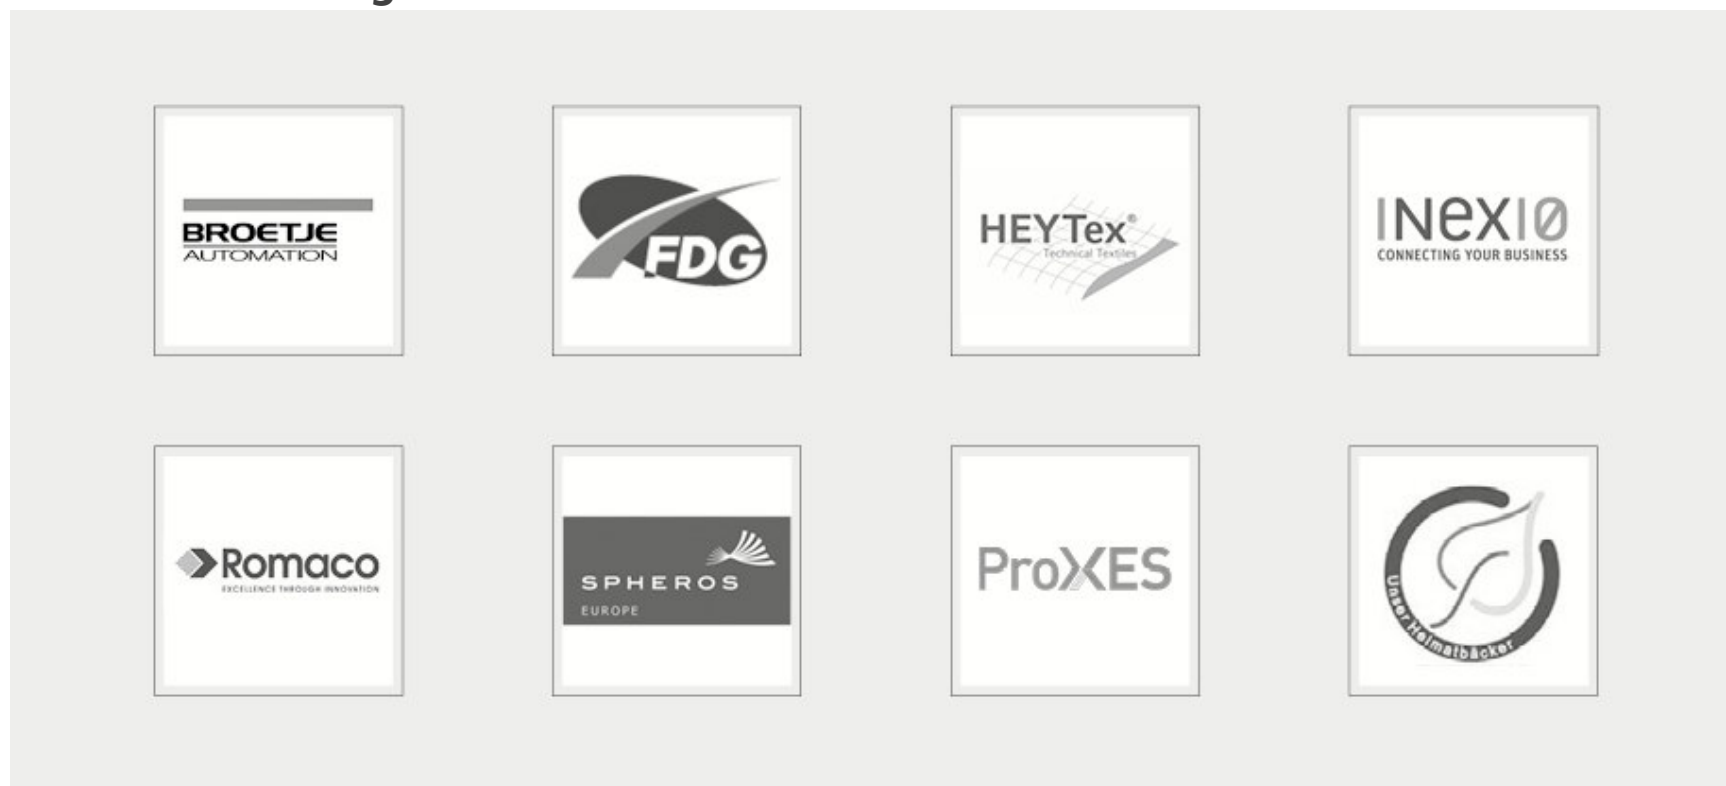 BROETJE
AUTOMATION
FDG
HEYTex®
Technical Textiles
INexIO
CONNECTING YOUR BUSINESS
Romaco
EXCELLENCE THROUGH INNOVATION
SPHEROS
EUROPE
ProXES
Unser Heimatbäcker